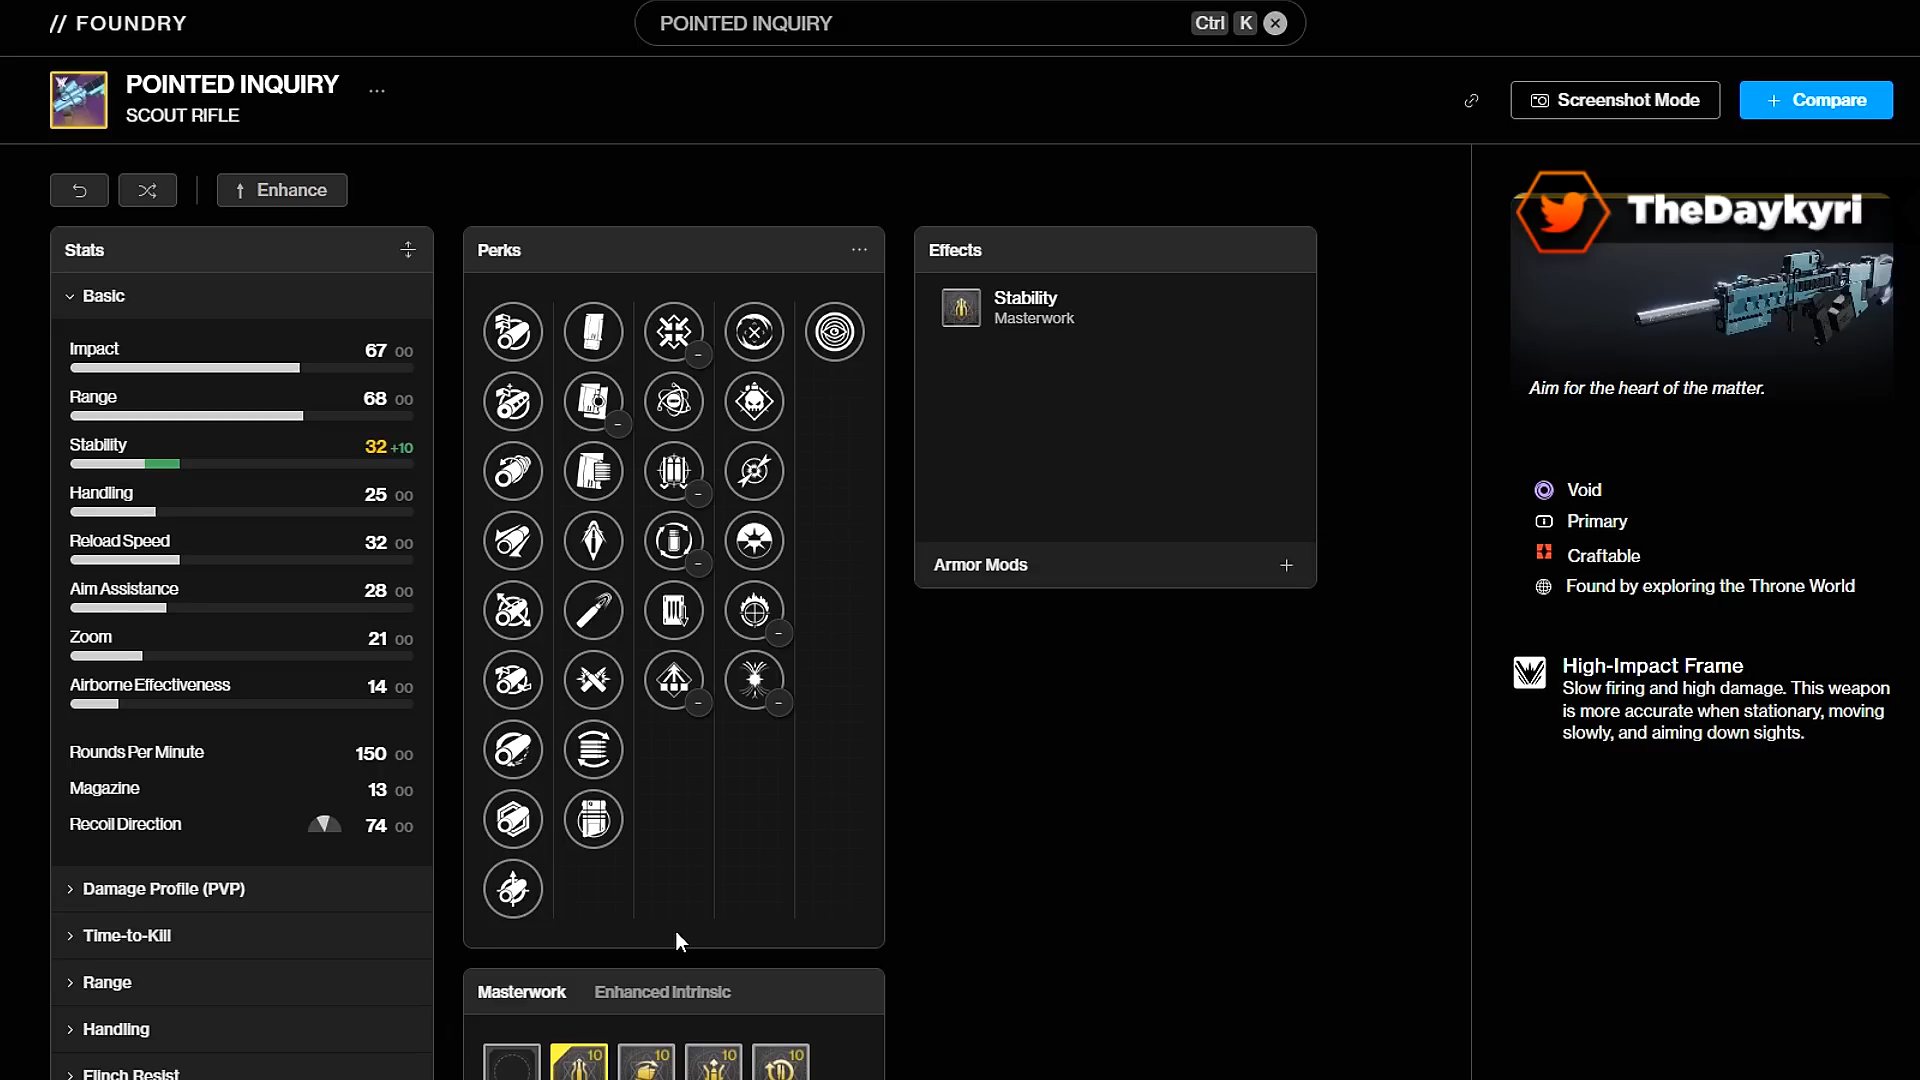 // FOUNDRY
POINTED INQUIRY
Ctrl K
POINTED INQUIRY
SCOUT RIFLE
Screenshot Mode
+ Compare
Enhance
Stats
Basic
Impact 67 00
Range 68 00
Stability 32 +10
Handling 25 00
Reload Speed 32 00
Aim Assistance 28 00
Zoom 21 00
Airborne Effectiveness 14 00
Rounds Per Minute 150 00
Magazine 13 00
Recoil Direction 74 00
Damage Profile (PVP)
Time-to-Kill
Range
Handling
Flinch Resist
Perks
Masterwork
Enhanced Intrinsic
10
10
10
10
Effects
Stability
Masterwork
Armor Mods
TheDaykyri
Aim for the heart of the matter.
Void
Primary
Craftable
Found by exploring the Throne World
High-Impact Frame
Slow firing and high damage. This weapon
is more accurate when stationary, moving
slowly, and aiming down sights.